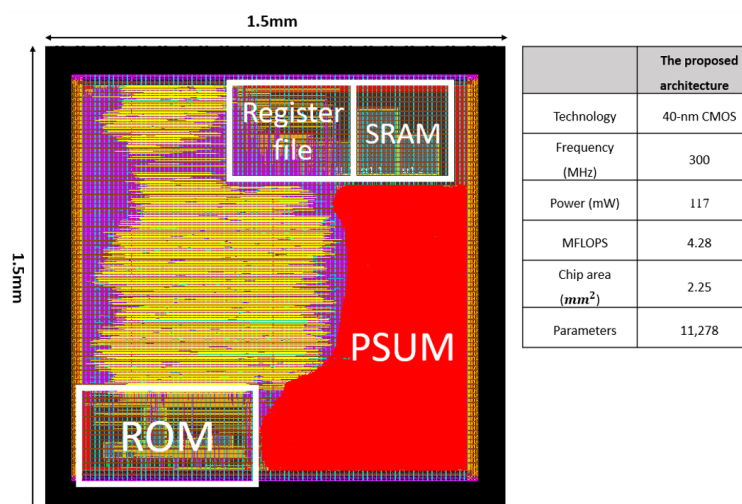 1.5mm
1.5mm
Register
file
SRAM
PSUM
ROM
The proposed
architecture
Technology
40-nm CMOS
Frequency
(MHz)
300
Power (mW)
117
MFLOPS
4.28
Chip area
(mm²)
2.25
Parameters
11,278